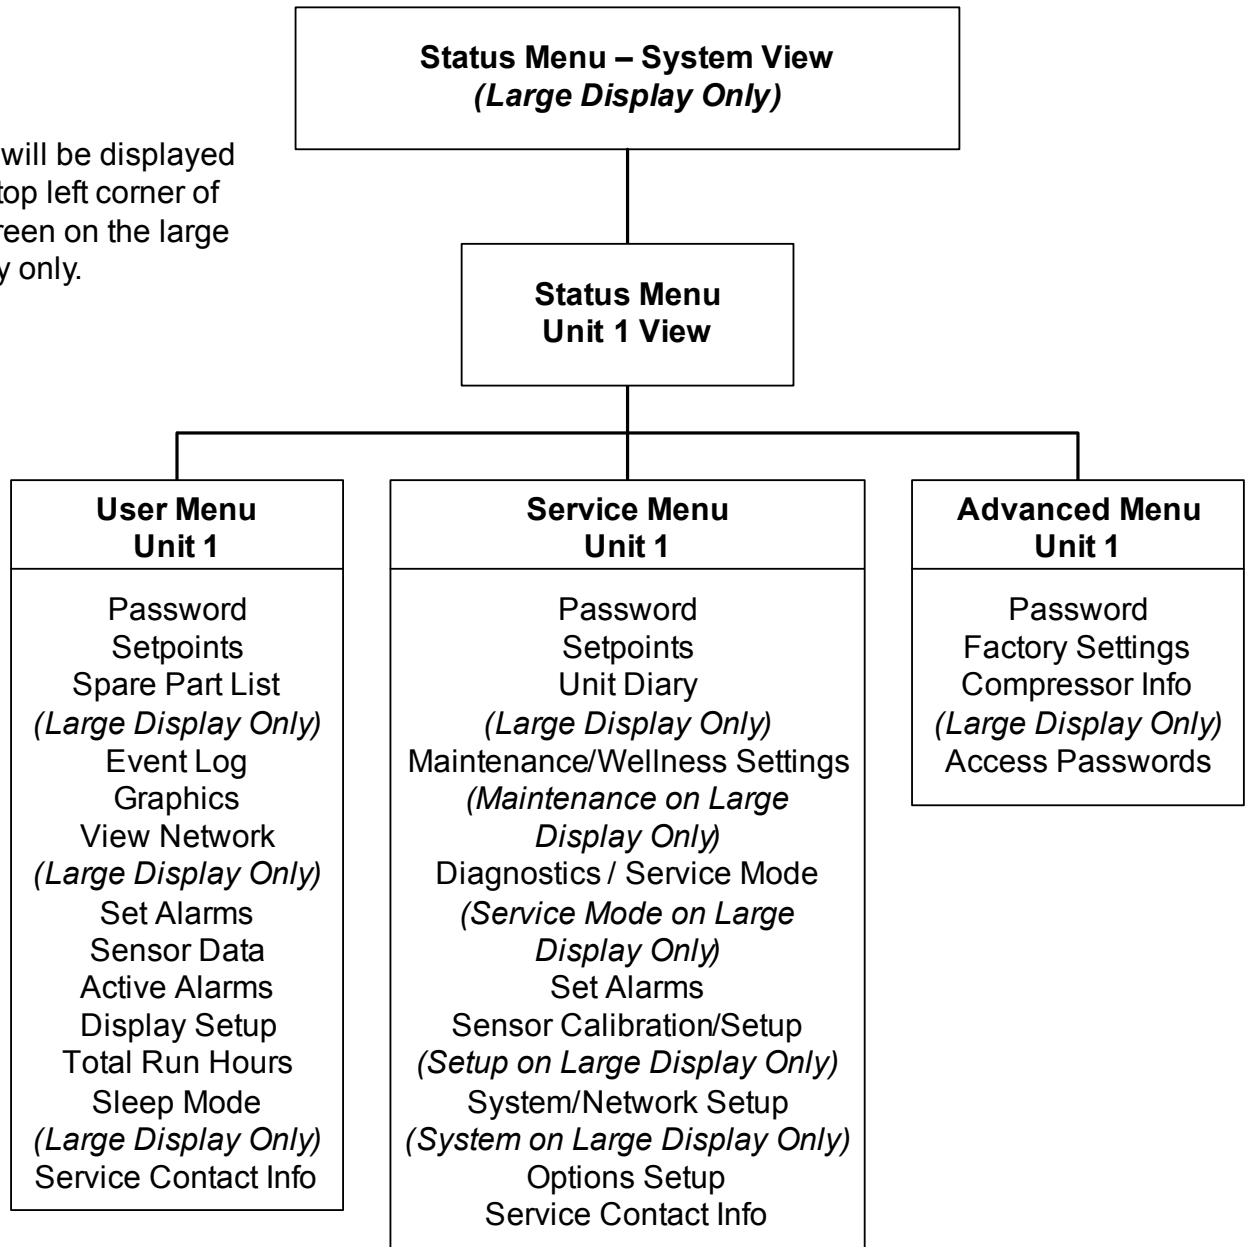 Status Menu – System View
(Large Display Only)
will be displayed
top left corner of
reen on the large
y only.
Status Menu
Unit 1 View
User Menu
Unit 1
Password
Setpoints
Spare Part List
(Large Display Only)
Event Log
Graphics
View Network
(Large Display Only)
Set Alarms
Sensor Data
Active Alarms
Display Setup
Total Run Hours
Sleep Mode
(Large Display Only)
Service Contact Info
Service Menu
Unit 1
Password
Setpoints
Unit Diary
(Large Display Only)
Maintenance/Wellness Settings
(Maintenance on Large
Display Only)
Diagnostics / Service Mode
(Service Mode on Large
Display Only)
Set Alarms
Sensor Calibration/Setup
(Setup on Large Display Only)
System/Network Setup
(System on Large Display Only)
Options Setup
Service Contact Info
Advanced Menu
Unit 1
Password
Factory Settings
Compressor Info
(Large Display Only)
Access Passwords